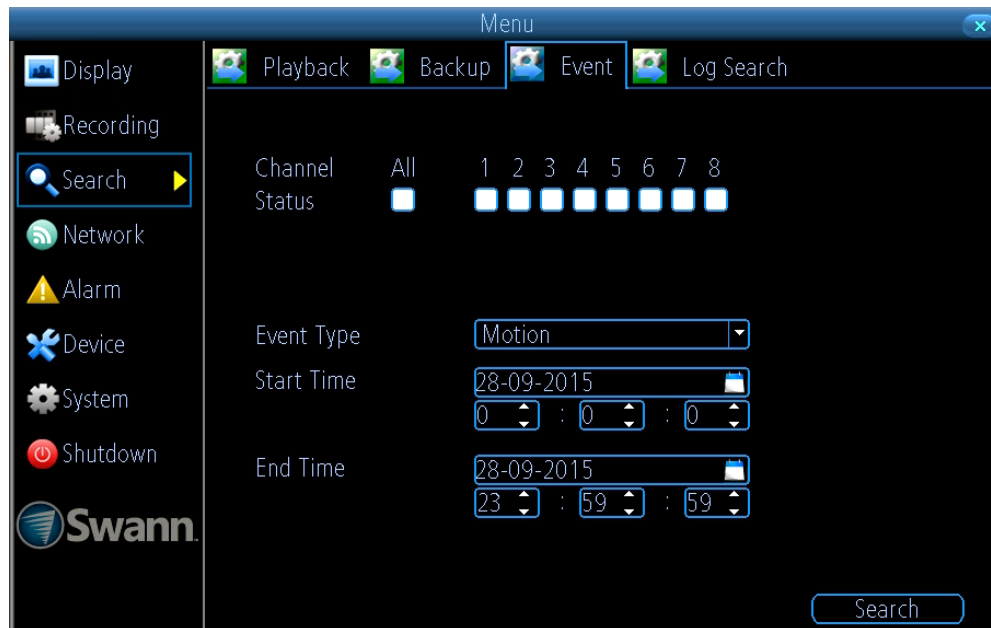 Menu
Display
Recording
Search
Network
Alarm
Device
System
Shutdown
Swann.
Playback Backup Event Log Search
Channel All 1 2 3 4 5 6 7 8
Status
Event Type Motion
Start Time 28-09-2015
0 : 0 : 0
End Time 28-09-2015
23 : 59 : 59
Search